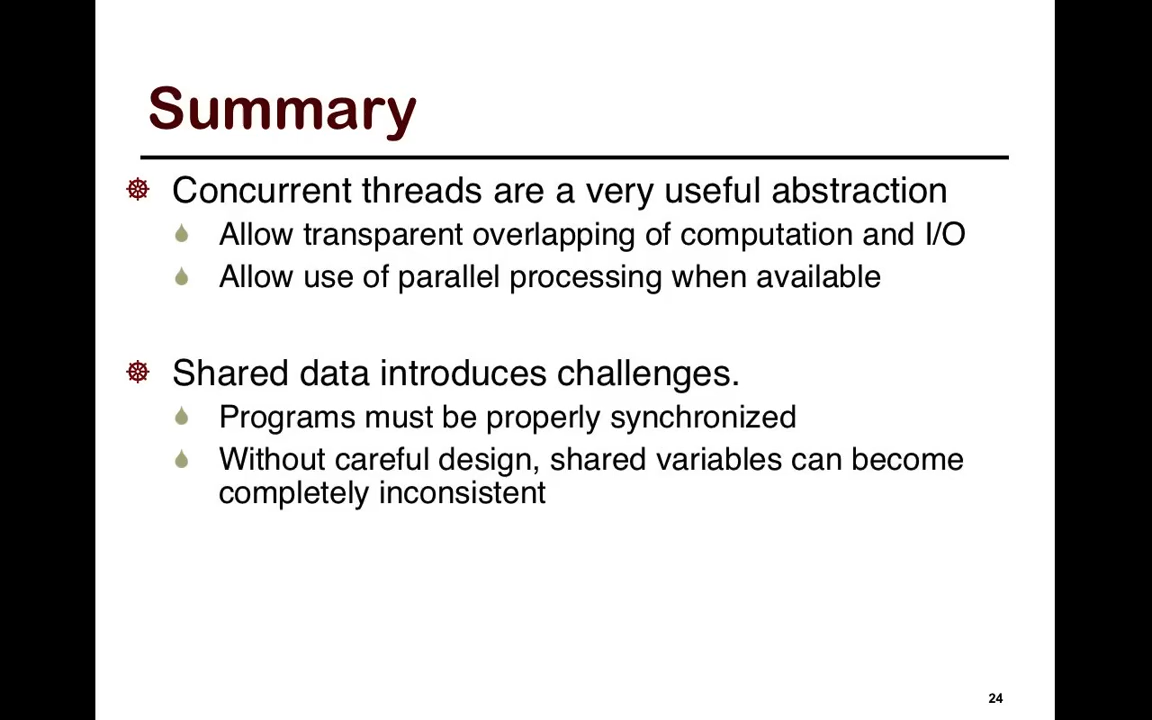 Summary
Concurrent threads are a very useful abstraction
Allow transparent overlapping of computation and I/O
Allow use of parallel processing when available
Shared data introduces challenges.
Programs must be properly synchronized
Without careful design, shared variables can become
completely inconsistent
24